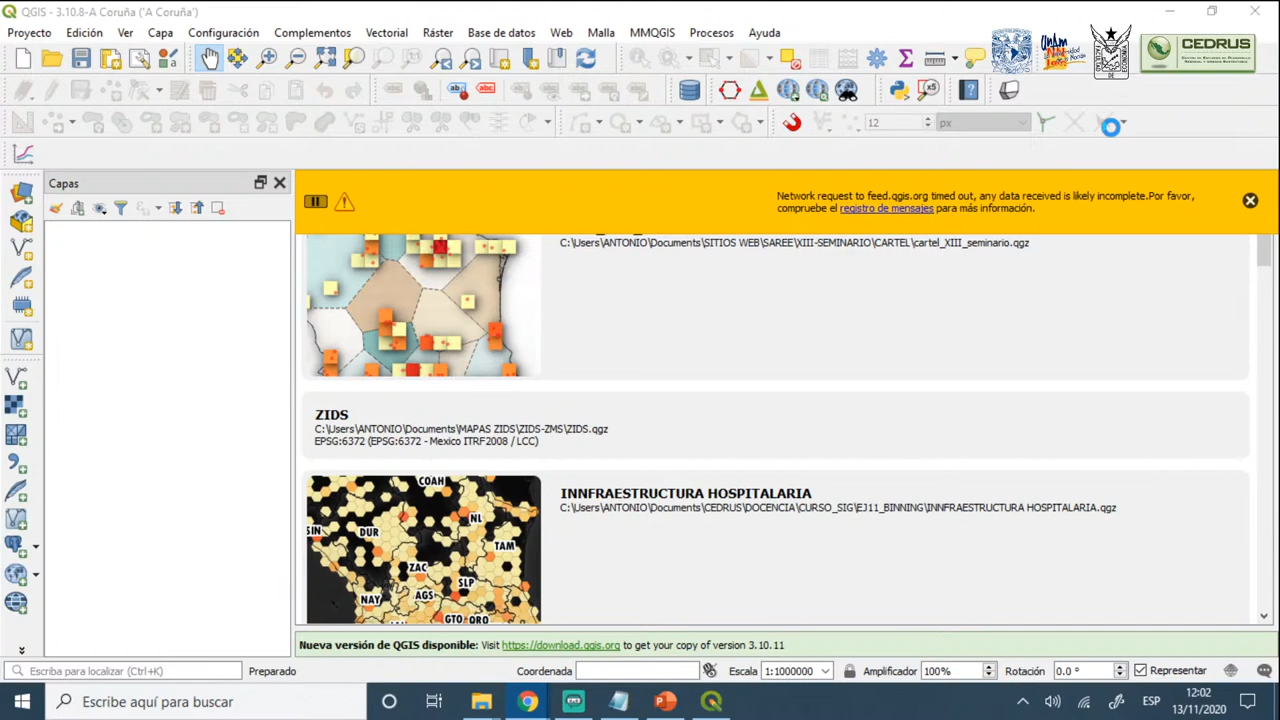 QGIS - 3.10.8-A Coruña ('A Coruña')
Proyecto Edición Ver Capa Configuración Complementos Vectorial Ráster Base de datos Web Malla MMQGIS Procesos Ayuda
CEDRUS
12 px
Capas
Network request to feed.qgis.org timed out, any data received is likely incomplete.Por favor,
compruebe el registro de mensajes para más información.
C:\Users\ANTONIO\Documents\SITIOS WEB\SAREE\XIII-SEMINARIO\CARTEL\cartel_XIII_seminario.qgz
ZIDS
C:\Users\ANTONIO\Documents\MAPAS ZIDS\ZIDS-ZMS\ZIDS.qgz
EPSG:6372 (EPSG:6372 - Mexico ITRF2008 / LCC)
INNFRAESTRUCTURA HOSPITALARIA
C:\Users\ANTONIO\Documents\CEDRUS\DOCENCIA\CURSO_SIG\EJ11_BINNING\INNFRAESTRUCTURA HOSPITALARIA.qgz
COAH
NL
SIN
DUR
TAM
ZAC
SLP
NAY
AGS
GTO QRO
Nueva versión de QGIS disponible: Visit https://download.qgis.org to get your copy of version 3.10.11
Escriba para localizar (Ctrl+K) Preparado Coordenada Escala 1:1000000 Amplificador 100% Rotación 0.0 ° Representar
Escribe aquí para buscar
ESP
12:02
13/11/2020